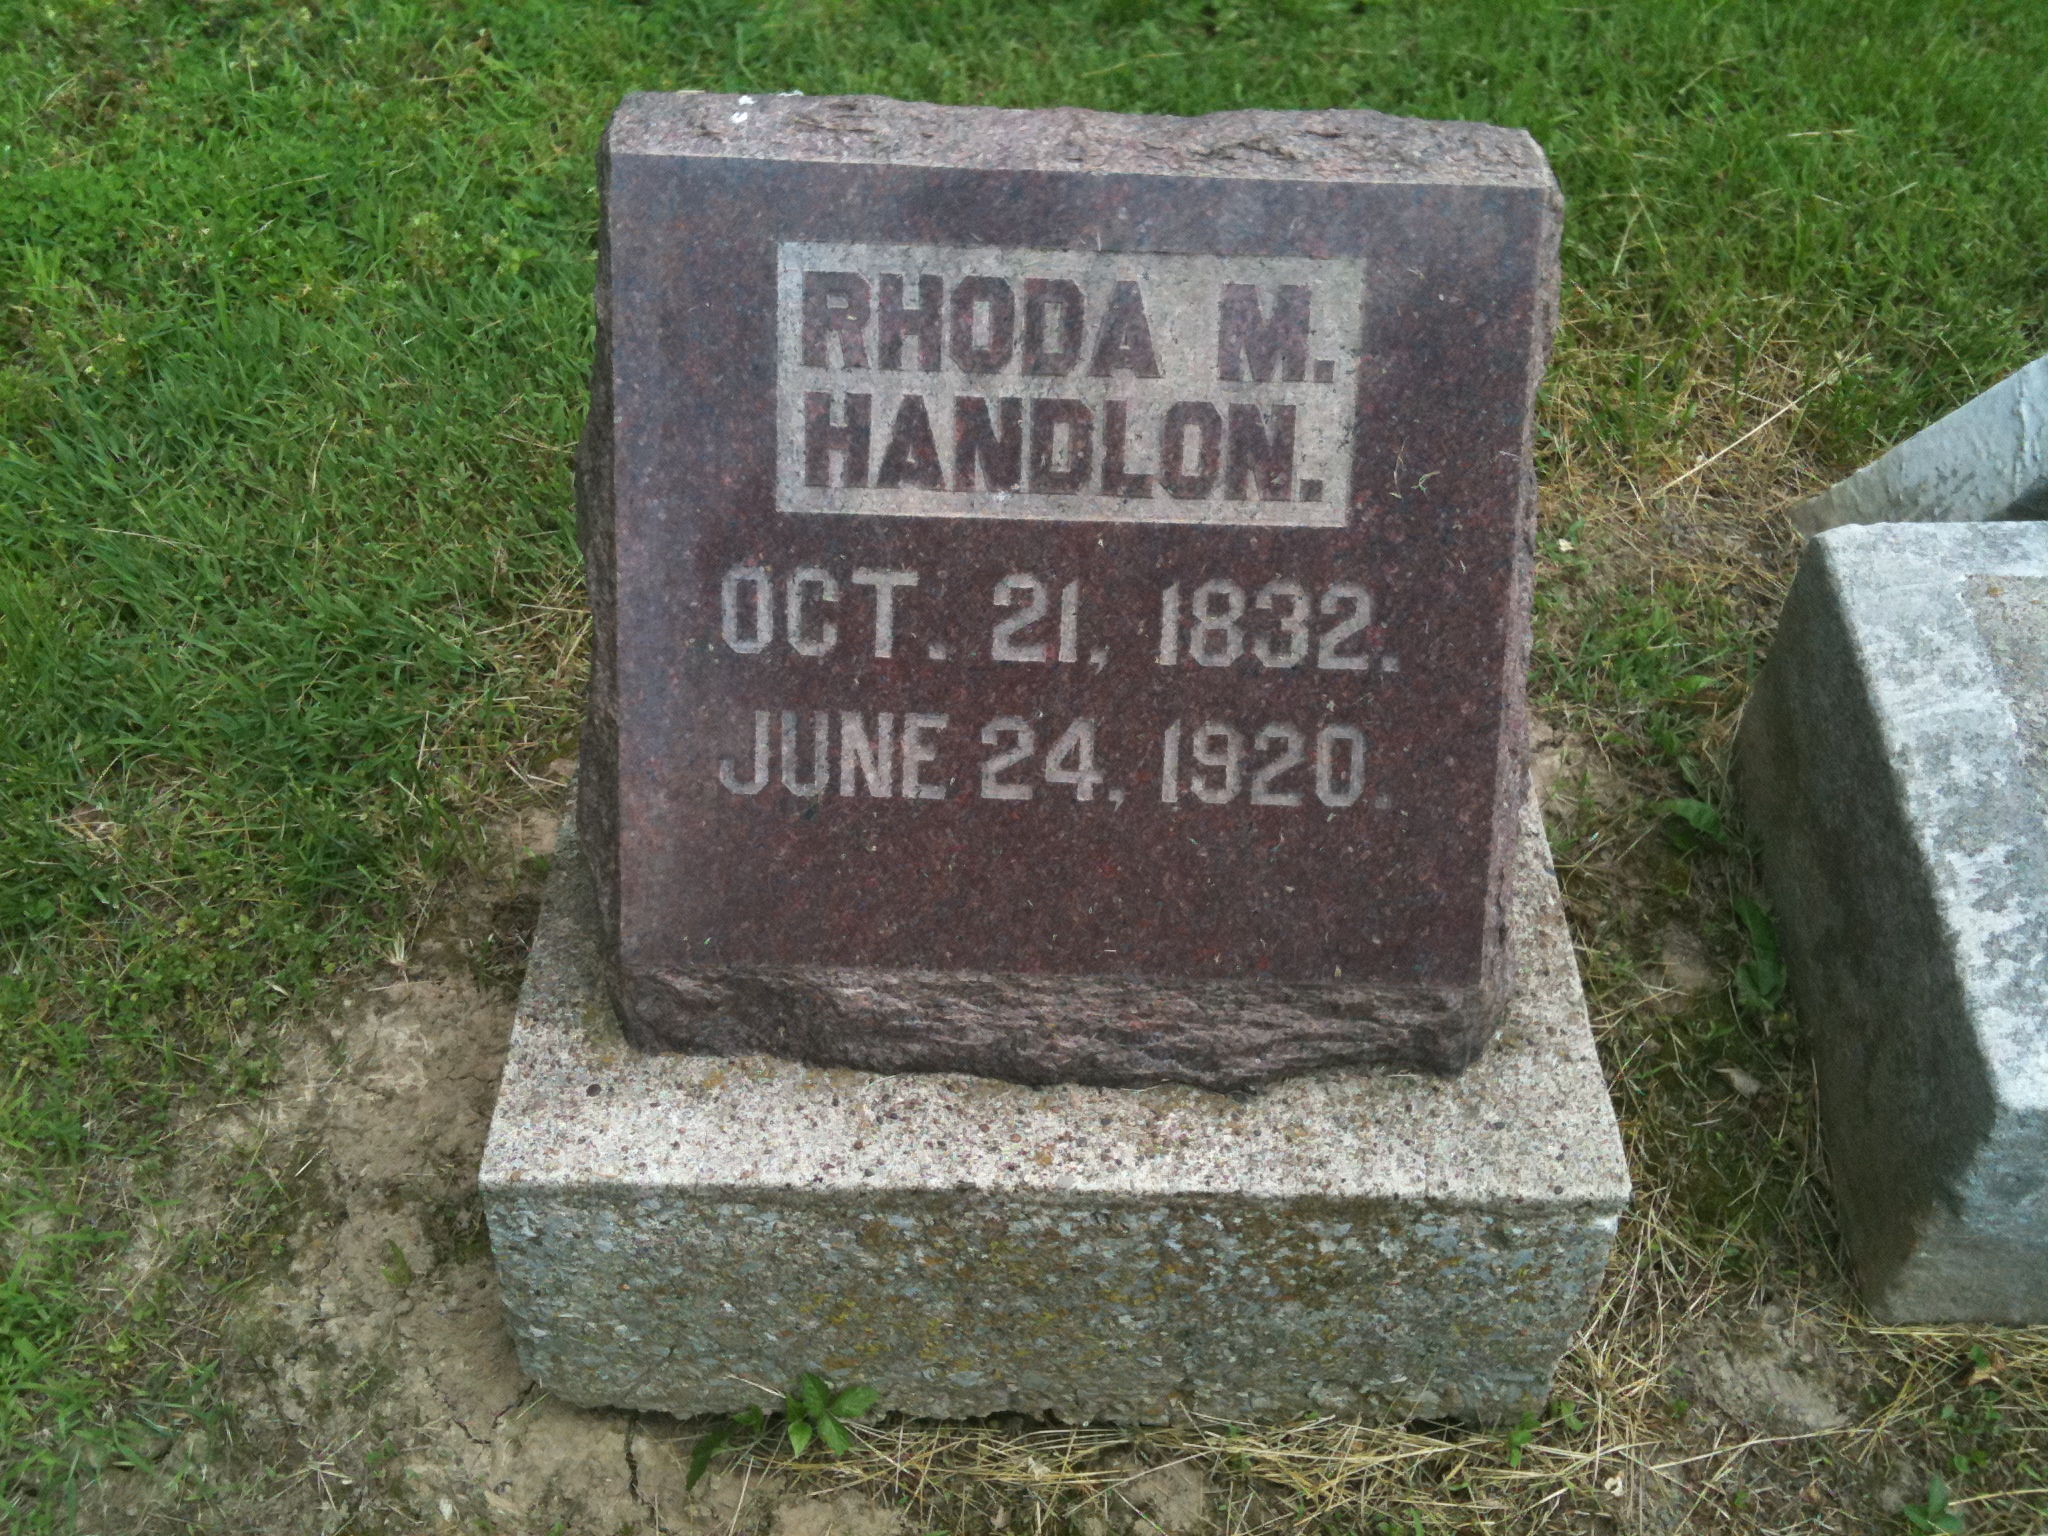 RHODA M.
HANDLON.
OCT. 21, 1832.
JUNE 24, 1920.